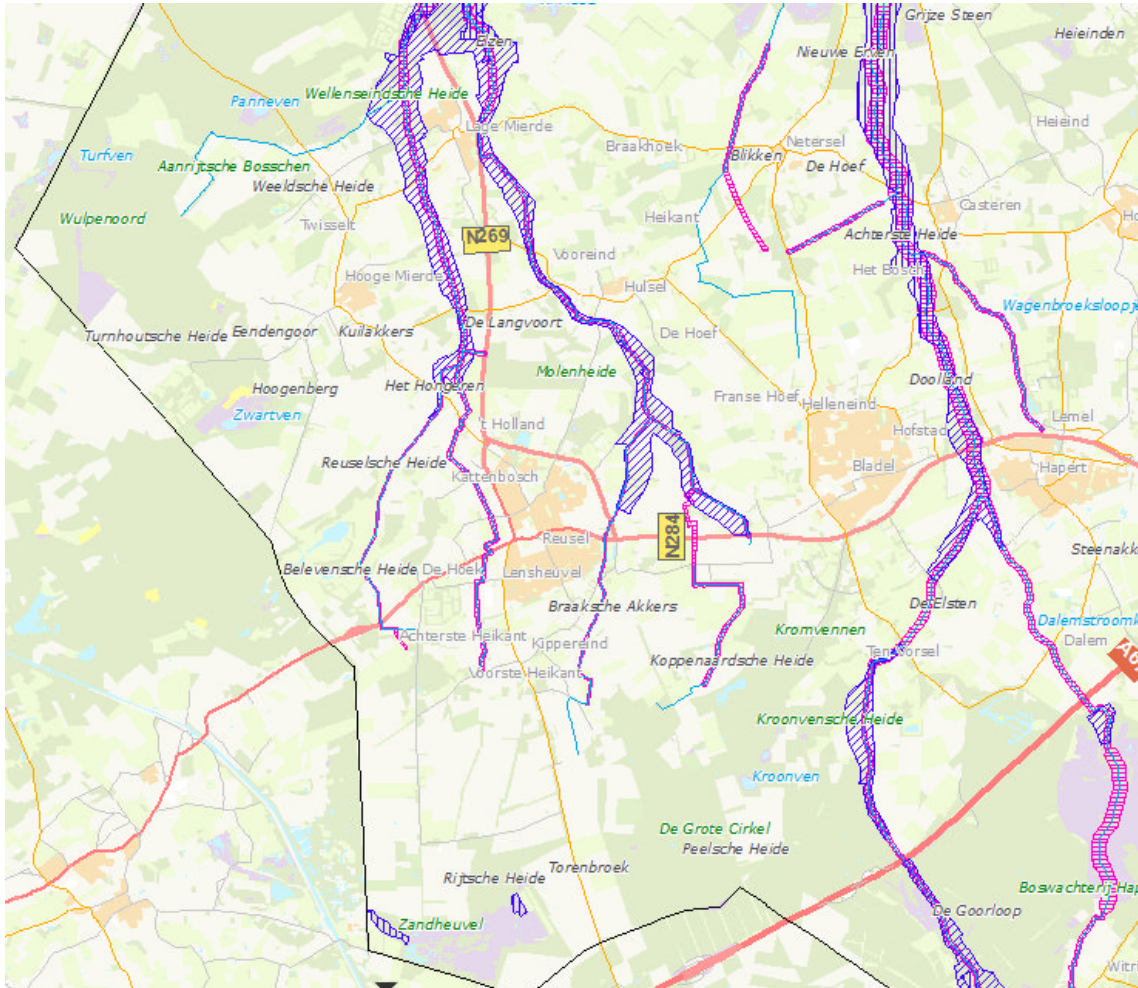 Grijze Steen
Heieinden
Elzen
Nieuwe Erven
Wellenseindsche Heide
Panneven
Lage Mierde
Heieind
Braakhoek
Netersel
Turfven
Aanrijtsche Bosschen
Blikken
De Hoef
Weeldsche Heide
Wulpenoord
Twisselt
Heikant
Casteren
N269
Achterste Heide
Vooreind
Het Bosch
Hooge Mierde
Hulsel
Wagenbroeksloopje
De Langvoort
Turnhoutsche Heide
Eendengoor
Kuilakkers
De Hoef
Molenheide
Doolland
Hoogenberg
Het Hongeren
Franse Hoef
Helleneind
Zwartven
't Holland
Lemel
Hofstad
Reuselsche Heide
Kattenbosch
Bladel
Hapert
N284
Reusel
Steenakk
Belevensche Heide
De Hoek
Lensheuvel
De Elsten
Braaksche Akkers
Dalemstroomk
Kromvennen
Achterste Heikant
Kippereind
Dalem
Koppenaardsche Heide
Voorste Heikant
Kroonvensche Heide
Kroonven
De Grote Cirkel
Peelsche Heide
Torenbroek
Rijtsche Heide
Boswachterij Hap
De Goorloop
Zandheuvel